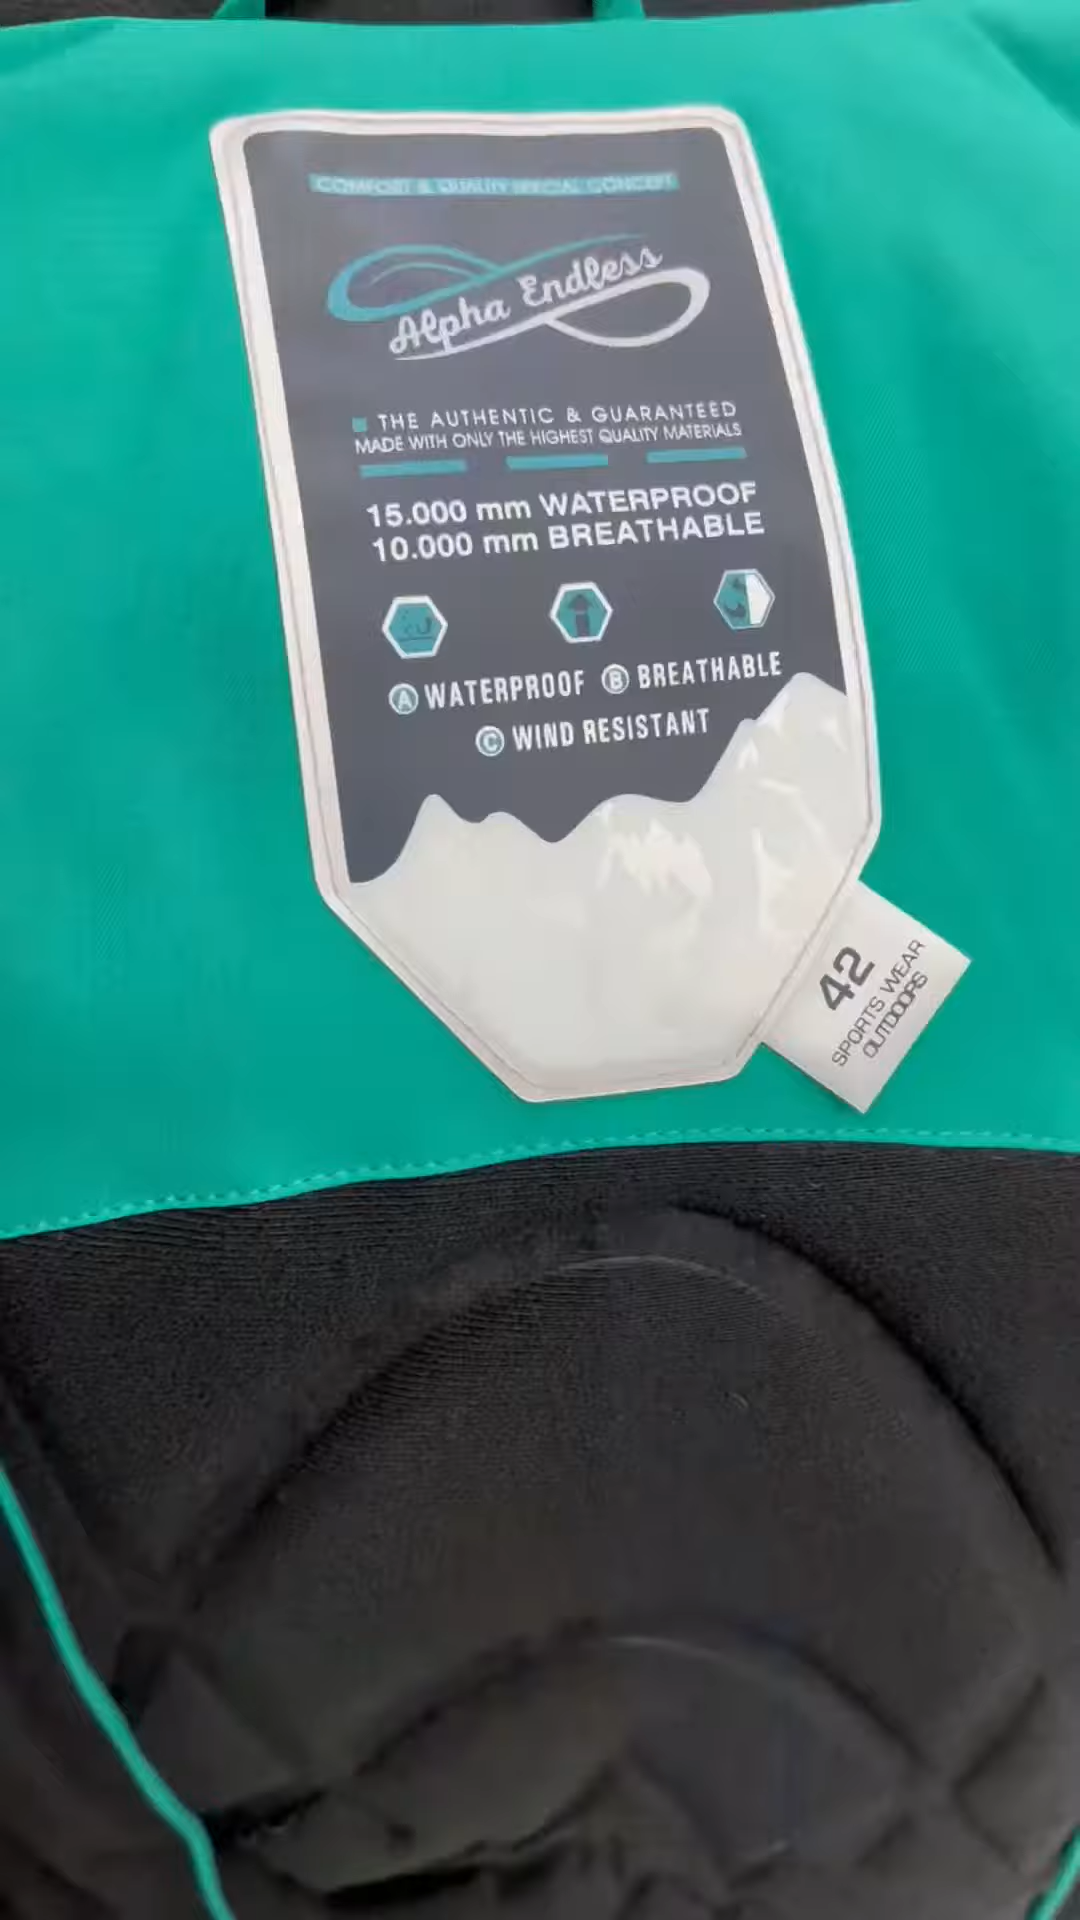 COMFORT & QUALITY SPECIAL CONCEPT
Alpha Endless
THE AUTHENTIC & GUARANTEED
MADE WITH ONLY THE HIGHEST QUALITY MATERIALS
15.000 mm WATERPROOF
10.000 mm BREATHABLE
A WATERPROOF B BREATHABLE
C WIND RESISTANT
42
SPORTS WEAR
OUTDOORS